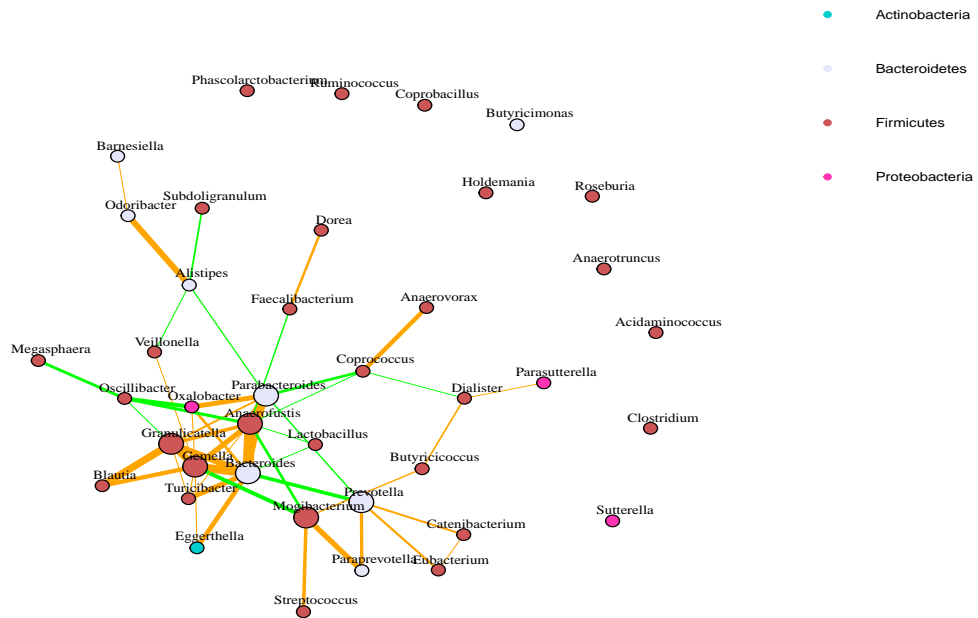 Actinobacteria
Bacteroidetes
Firmicutes
Proteobacteria
Phascolarctobacterium
Ruminococcus
Coprobacillus
Butyricimonas
Barnesiella
Holdemania
Roseburia
Subdoligranulum
Odoribacter
Dorea
Anaerotruncus
Alistipes
Faecalibacterium
Anaerovorax
Acidaminococcus
Veillonella
Megasphaera
Coprococcus
Parasutterella
Oscillibacter
Oxalobacter
Parabacteroides
Dialister
Anaerofustis
Clostridium
Granulicatella
Lactobacillus
Gemella
Bacteroides
Butyricicoccus
Blautia
Turicibacter
Prevotella
Mogibacterium
Sutterella
Catenibacterium
Eggerthella
Paraprevotella
Eubacterium
Streptococcus